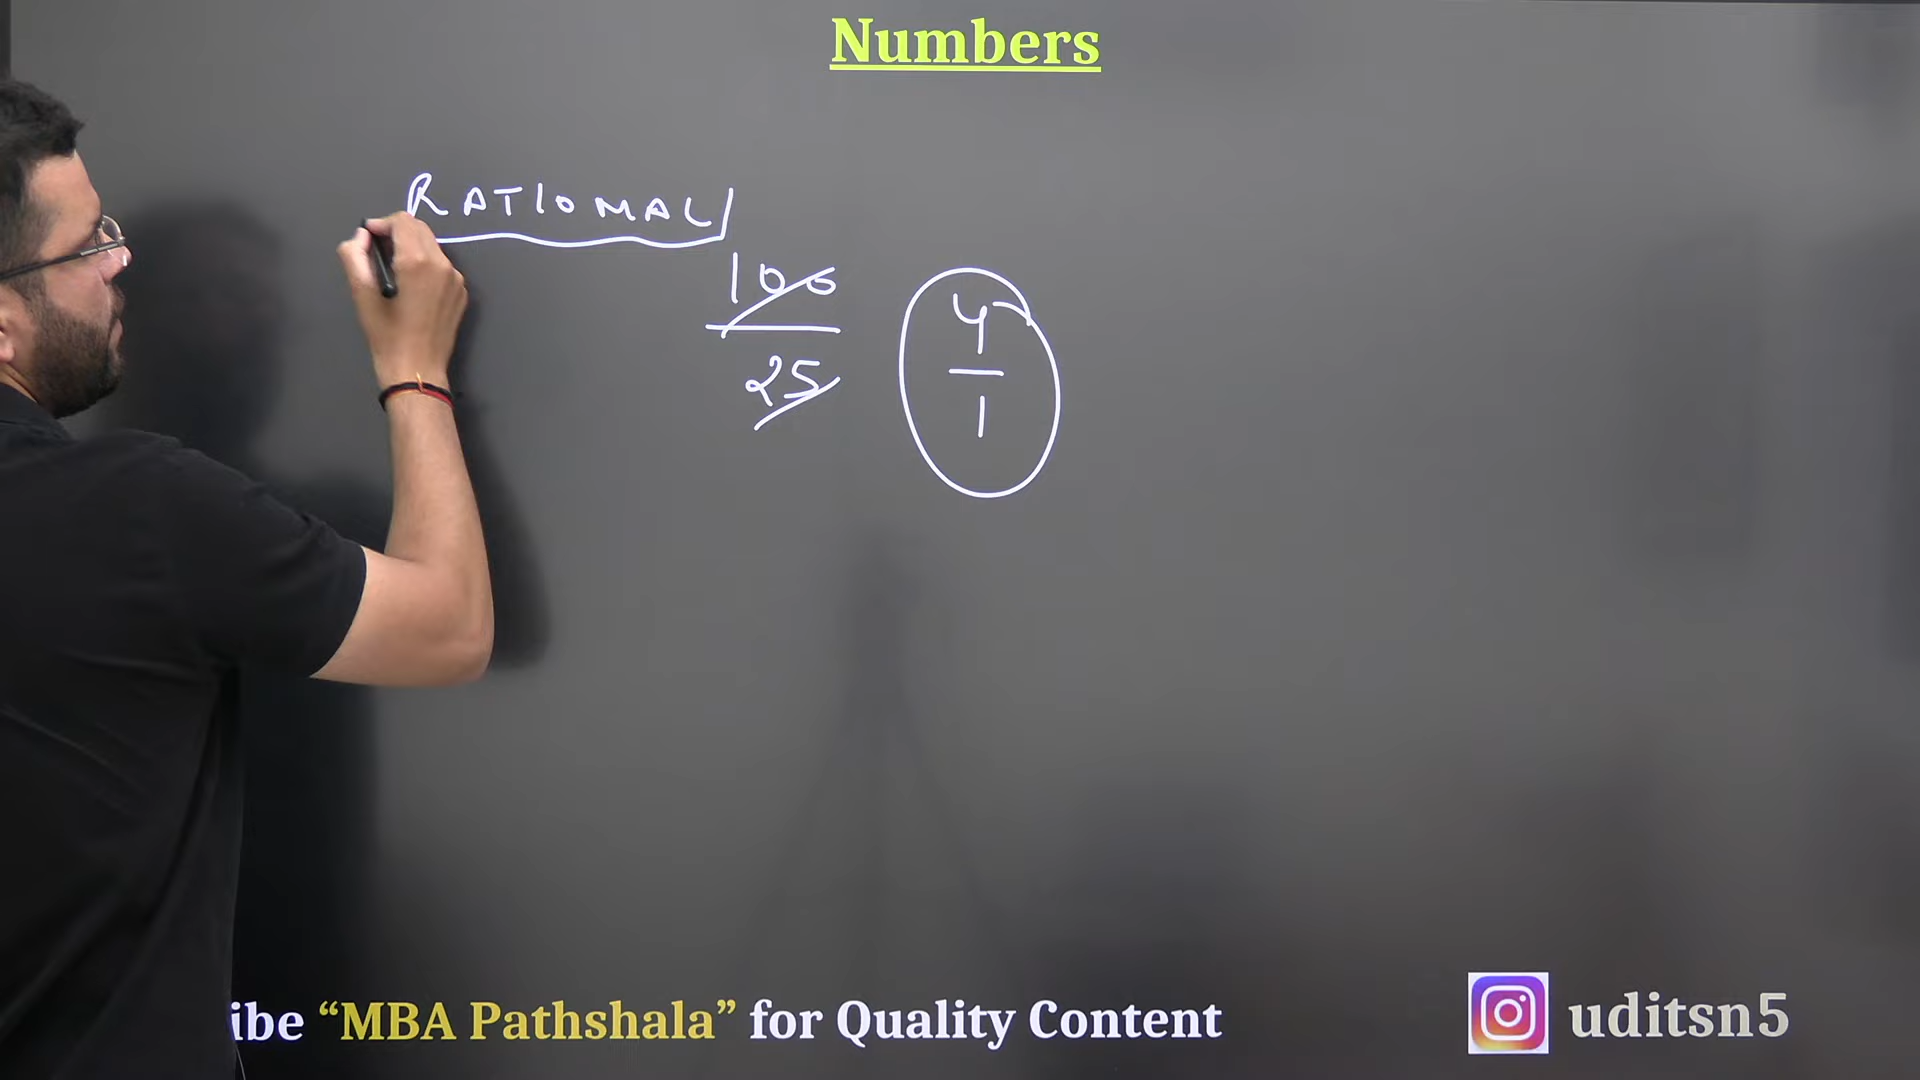 Numbers
RATIONAL
100
25
4
1
ibe “MBA Pathshala” for Quality Content
uditsn5